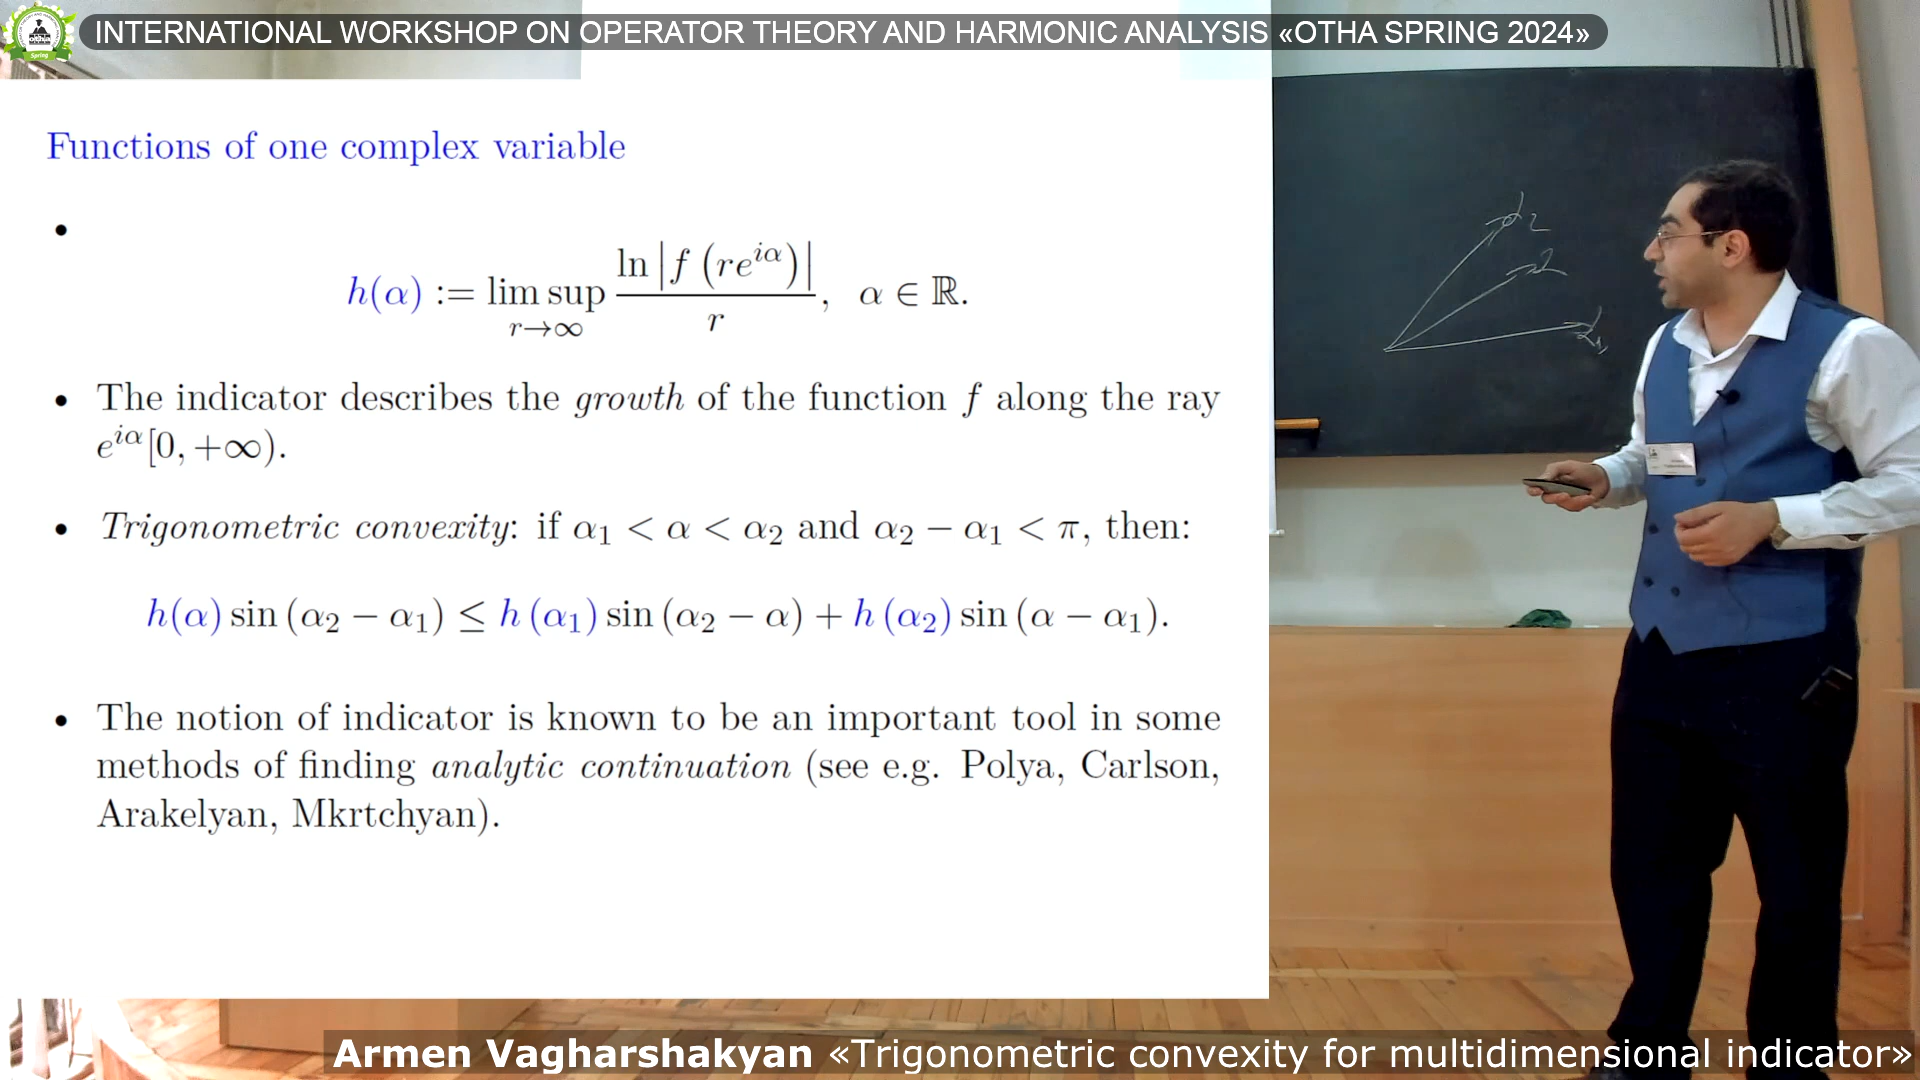 INTERNATIONAL WORKSHOP ON OPERATOR THEORY AND HARMONIC ANALYSIS «OTHA SPRING 2024»
otha
Spring
Functions of one complex variable
• h(α) := lim sup_{r→∞} ln |f (re^{iα})| / r, α ∈ ℝ.
• The indicator describes the growth of the function f along the ray
e^{iα}[0, +∞).
• Trigonometric convexity: if α₁ < α < α₂ and α₂ − α₁ < π, then:
h(α) sin (α₂ − α₁) ≤ h (α₁) sin (α₂ − α) + h (α₂) sin (α − α₁).
• The notion of indicator is known to be an important tool in some
methods of finding analytic continuation (see e.g. Polya, Carlson,
Arakelyan, Mkrtchyan).
α₂
α
α₁
Armen Vagharshakyan «Trigonometric convexity for multidimensional indicator»